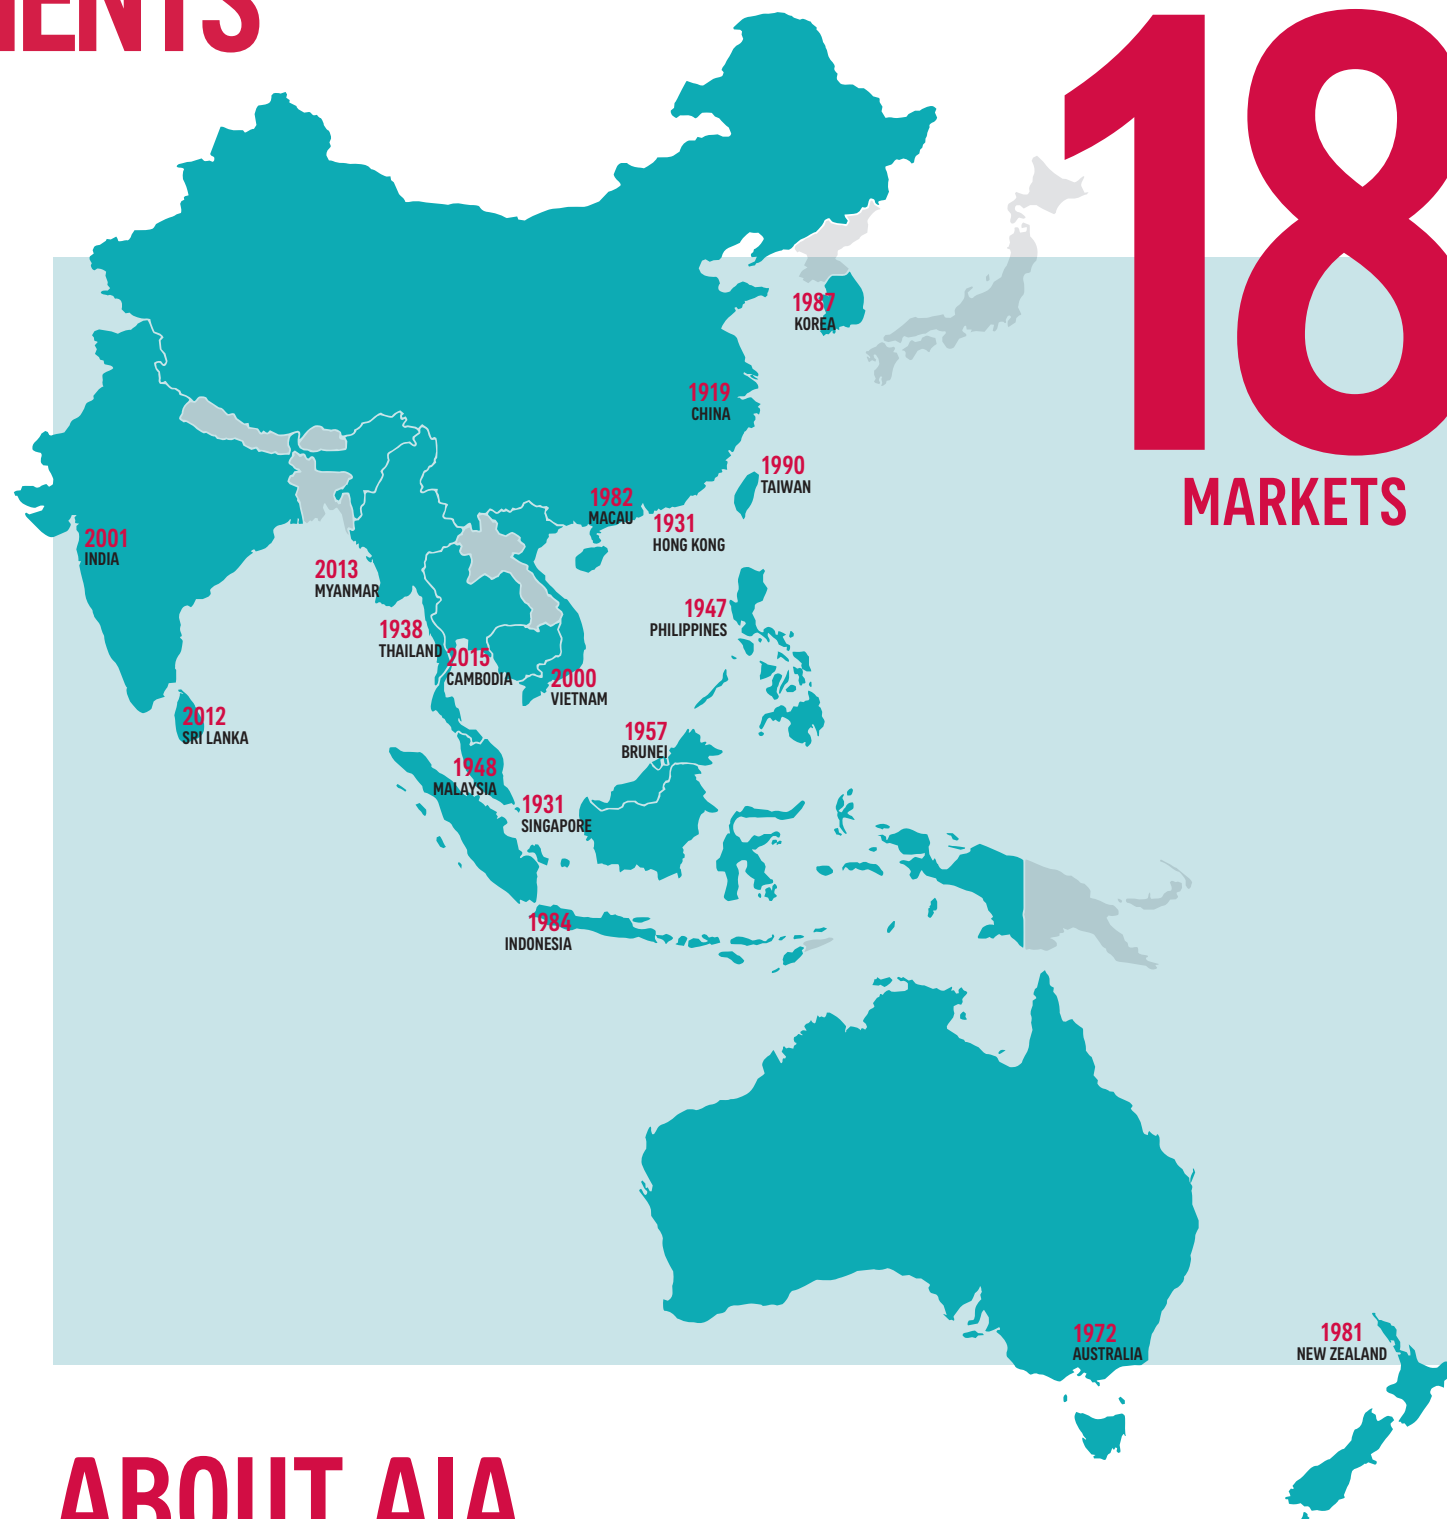 18
MARKETS
1987
KOREA
1919
CHINA
1990
TAIWAN
1982
MACAU
1931
HONG KONG
2001
INDIA
2013
MYANMAR
1947
PHILIPPINES
1938
THAILAND
2015
CAMBODIA
2000
VIETNAM
2012
SRI LANKA
1957
BRUNEI
1948
MALAYSIA
1931
SINGAPORE
1984
INDONESIA
1972
AUSTRALIA
1981
NEW ZEALAND
ABOUT AIA